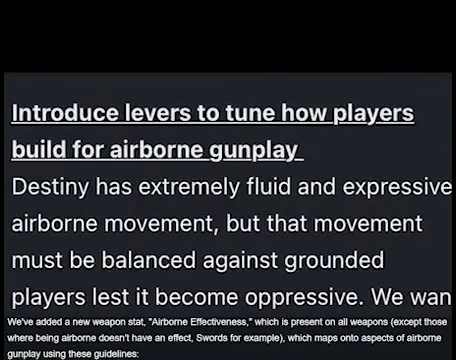 Introduce levers to tune how players
build for airborne gunplay
Destiny has extremely fluid and expressive
airborne movement, but that movement
must be balanced against grounded
players lest it become oppressive. We wan
We've added a new weapon stat, "Airborne Effectiveness," which is present on all weapons (except those
where being airborne doesn't have an effect, Swords for example), which maps onto aspects of airborne
gunplay using these guidelines: